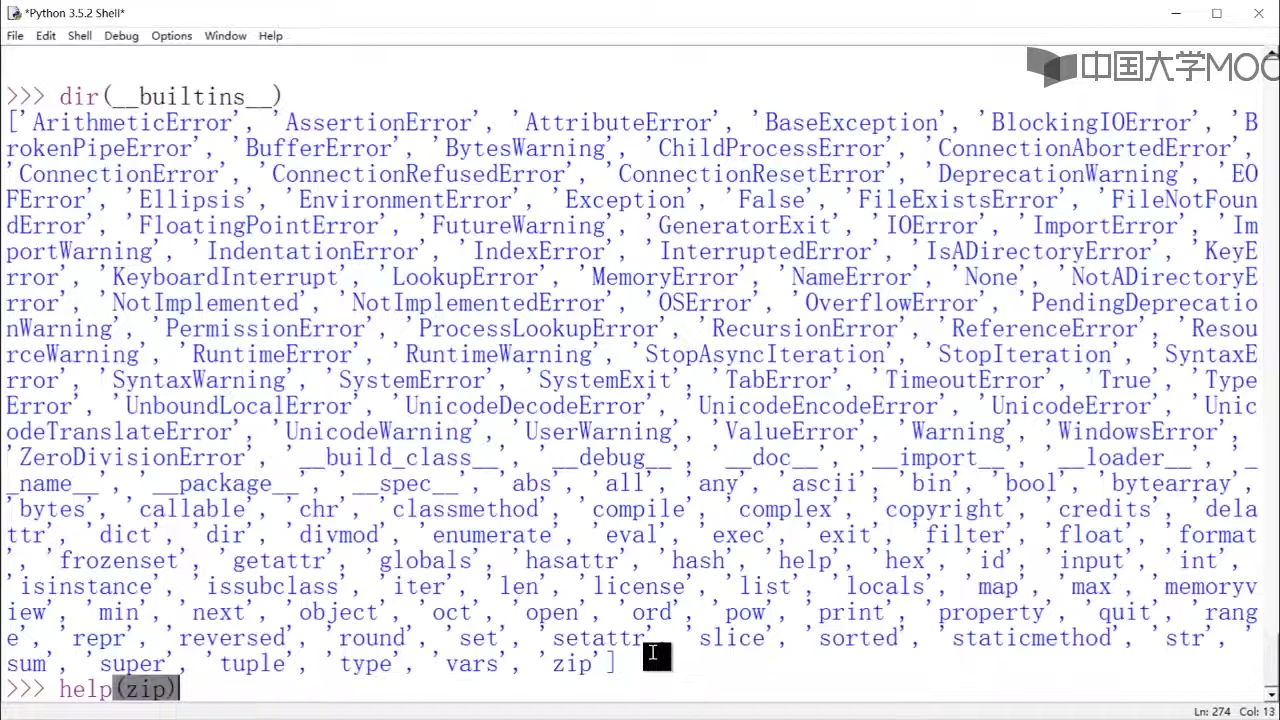 *Python 3.5.2 Shell*
File Edit Shell Debug Options Window Help
中国大学MOO
>>> dir(__builtins__)
['ArithmeticError', 'AssertionError', 'AttributeError', 'BaseException', 'BlockingIOError', 'B
rokenPipeError', 'BufferError', 'BytesWarning', 'ChildProcessError', 'ConnectionAbortedError',
'ConnectionError', 'ConnectionRefusedError', 'ConnectionResetError', 'DeprecationWarning', 'EO
FError', 'Ellipsis', 'EnvironmentError', 'Exception', 'False', 'FileExistsError', 'FileNotFoun
dError', 'FloatingPointError', 'FutureWarning', 'GeneratorExit', 'IOError', 'ImportError', 'Im
portWarning', 'IndentationError', 'IndexError', 'InterruptedError', 'IsADirectoryError', 'KeyE
rror', 'KeyboardInterrupt', 'LookupError', 'MemoryError', 'NameError', 'None', 'NotADirectoryE
rror', 'NotImplemented', 'NotImplementedError', 'OSError', 'OverflowError', 'PendingDeprecatio
nWarning', 'PermissionError', 'ProcessLookupError', 'RecursionError', 'ReferenceError', 'Resou
rceWarning', 'RuntimeError', 'RuntimeWarning', 'StopAsyncIteration', 'StopIteration', 'SyntaxE
rror', 'SyntaxWarning', 'SystemError', 'SystemExit', 'TabError', 'TimeoutError', 'True', 'Type
Error', 'UnboundLocalError', 'UnicodeDecodeError', 'UnicodeEncodeError', 'UnicodeError', 'Unic
odeTranslateError', 'UnicodeWarning', 'UserWarning', 'ValueError', 'Warning', 'WindowsError',
'ZeroDivisionError', '__build_class__', '__debug__', '__doc__', '__import__', '__loader__', '_
_name__', '__package__', '__spec__', 'abs', 'all', 'any', 'ascii', 'bin', 'bool', 'bytearray',
'bytes', 'callable', 'chr', 'classmethod', 'compile', 'complex', 'copyright', 'credits', 'dela
ttr', 'dict', 'dir', 'divmod', 'enumerate', 'eval', 'exec', 'exit', 'filter', 'float', 'format
', 'frozenset', 'getattr', 'globals', 'hasattr', 'hash', 'help', 'hex', 'id', 'input', 'int',
'isinstance', 'issubclass', 'iter', 'len', 'license', 'list', 'locals', 'map', 'max', 'memoryv
iew', 'min', 'next', 'object', 'oct', 'open', 'ord', 'pow', 'print', 'property', 'quit', 'rang
e', 'repr', 'reversed', 'round', 'set', 'setattr', 'slice', 'sorted', 'staticmethod', 'str', '
sum', 'super', 'tuple', 'type', 'vars', 'zip']
>>> help(zip)
Ln: 274 Col: 13